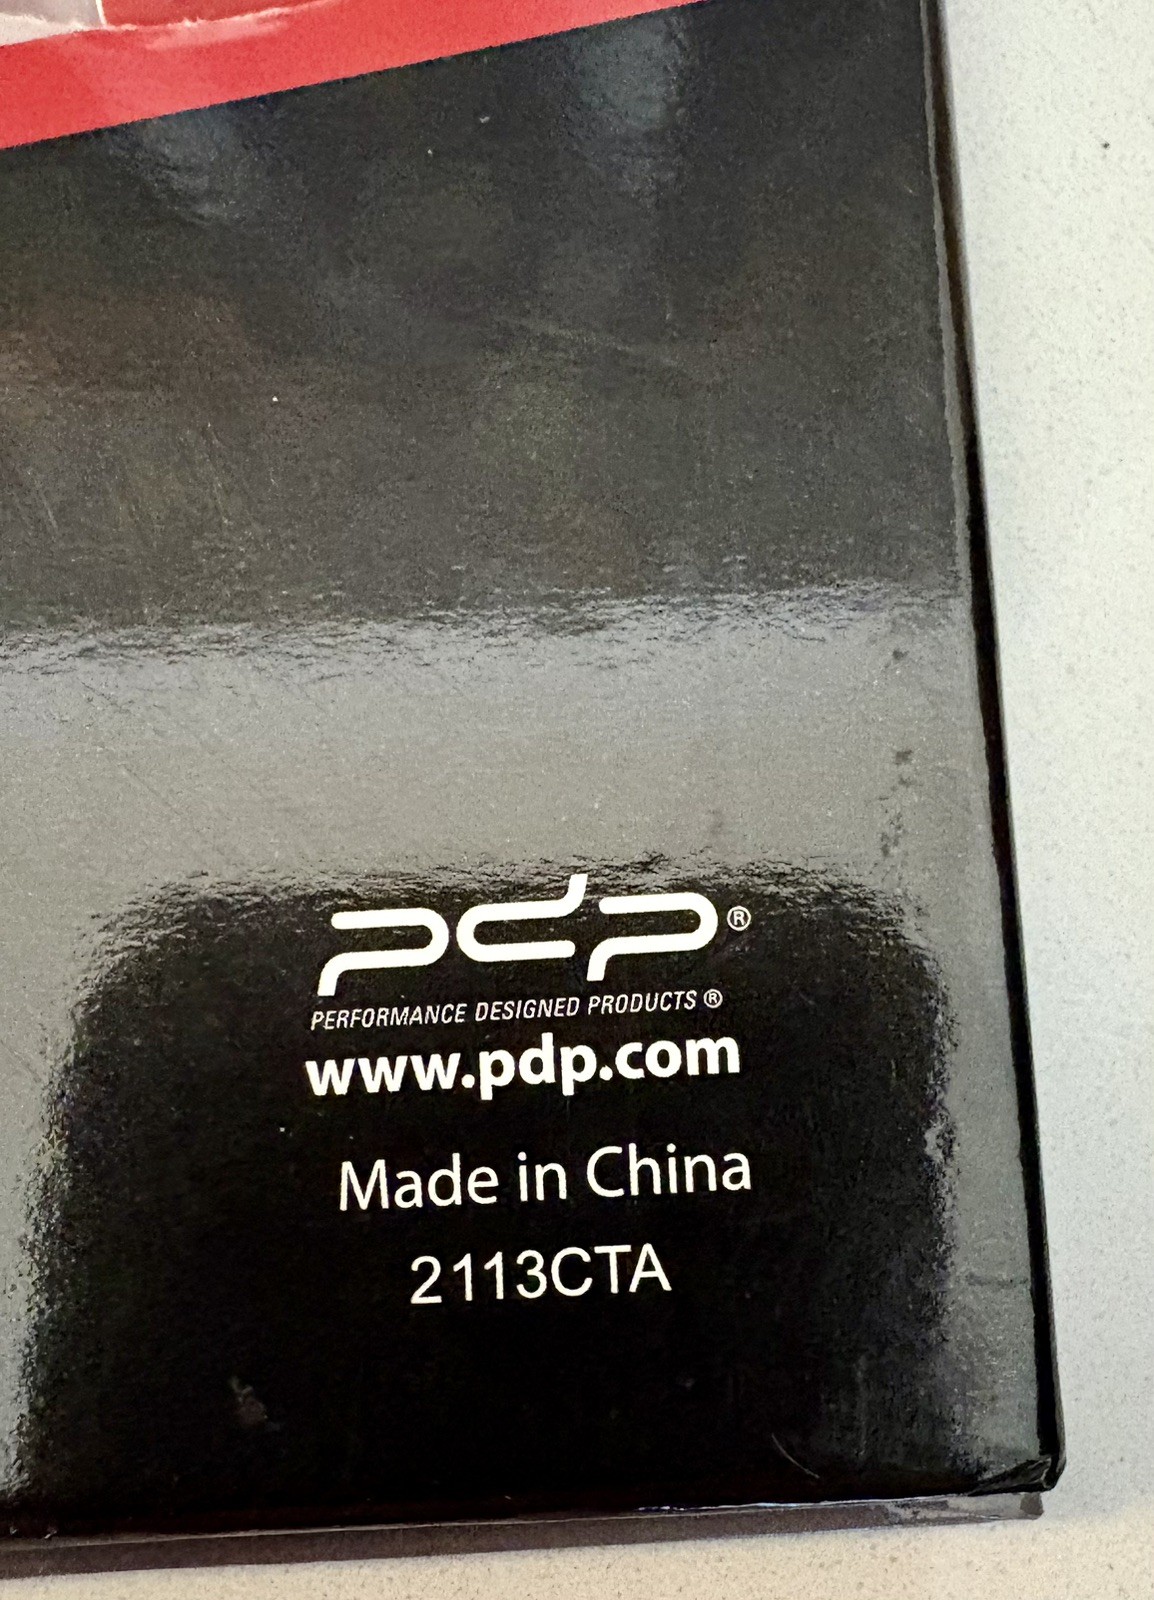 pdp®
PERFORMANCE DESIGNED PRODUCTS®
www.pdp.com
Made in China
2113CTA